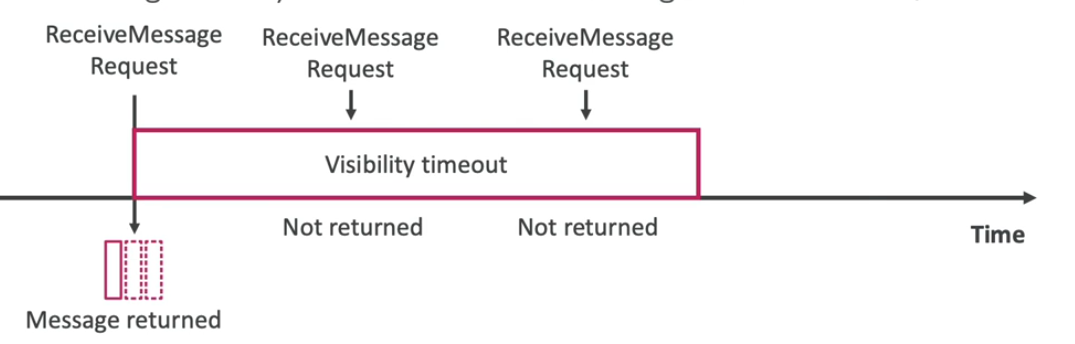 ReceiveMessage
Request
ReceiveMessage
Request
ReceiveMessage
Request
Visibility timeout
Not returned
Not returned
Time
Message returned